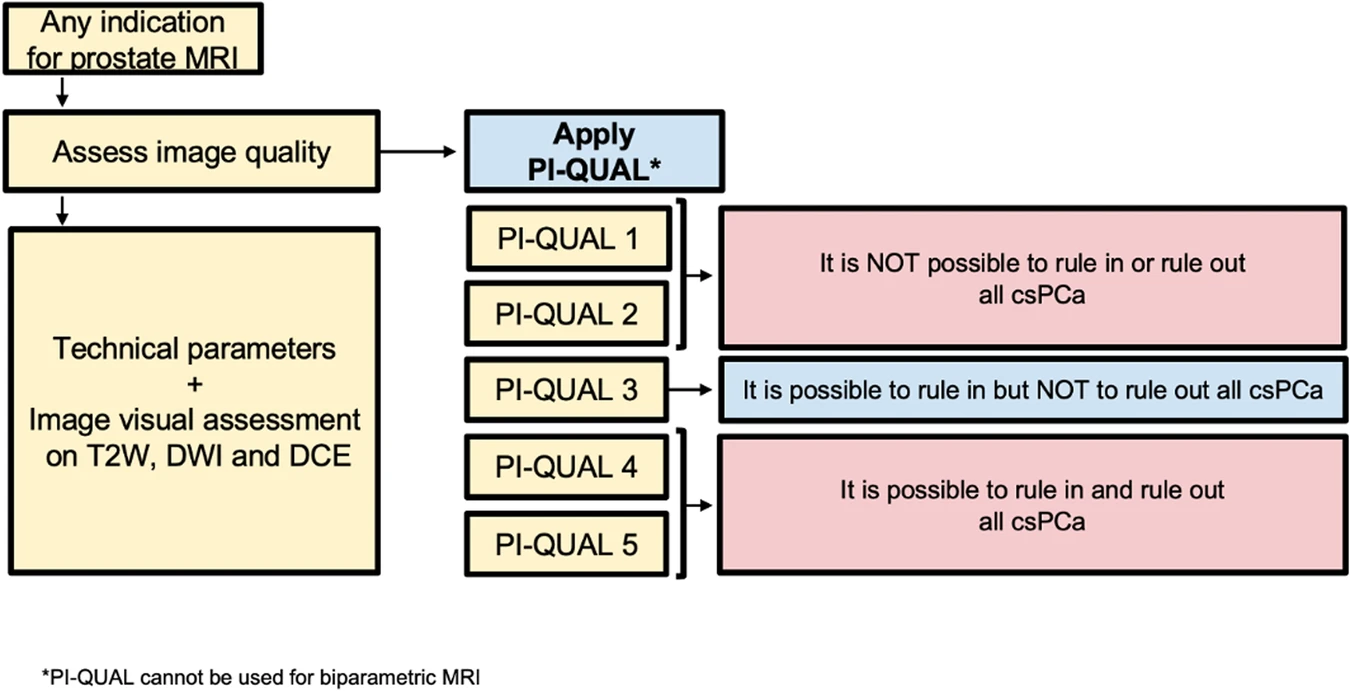 Any indication
for prostate MRI
Assess image quality
Apply
PI-QUAL*
Technical parameters
+
Image visual assessment
on T2W, DWI and DCE
PI-QUAL 1
PI-QUAL 2
It is NOT possible to rule in or rule out
all csPCa
PI-QUAL 3
It is possible to rule in but NOT to rule out all csPCa
PI-QUAL 4
PI-QUAL 5
It is possible to rule in and rule out
all csPCa
*PI-QUAL cannot be used for biparametric MRI